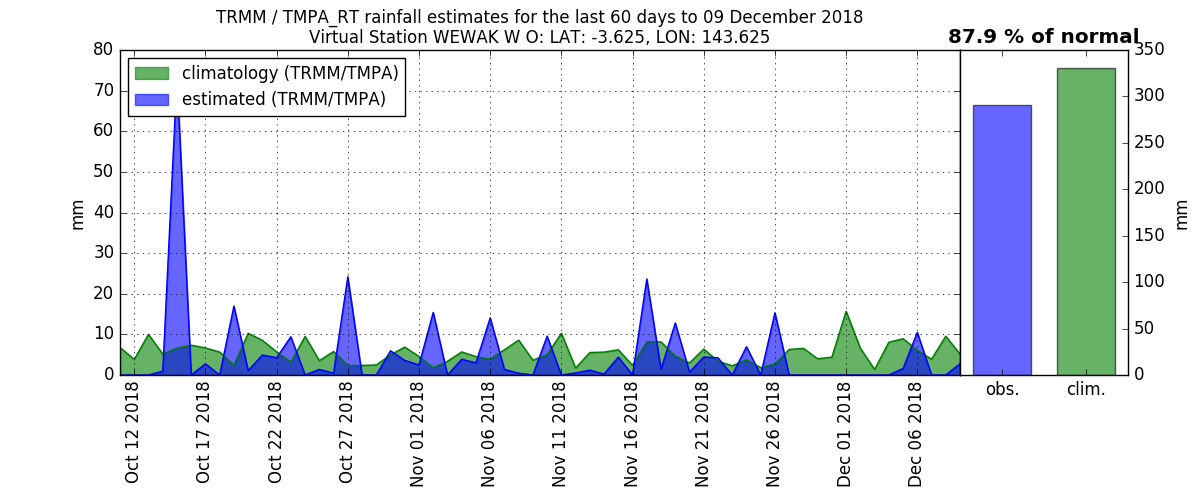 TRMM / TMPA_RT rainfall estimates for the last 60 days to 09 December 2018
Virtual Station WEWAK W O: LAT: -3.625, LON: 143.625
87.9 % of normal
climatology (TRMM/TMPA)
estimated (TRMM/TMPA)
mm
80
70
60
50
40
30
20
10
0
Oct 12 2018
Oct 17 2018
Oct 22 2018
Oct 27 2018
Nov 01 2018
Nov 06 2018
Nov 11 2018
Nov 16 2018
Nov 21 2018
Nov 26 2018
Dec 01 2018
Dec 06 2018
obs.
clim.
350
300
250
200
150
100
50
0
mm